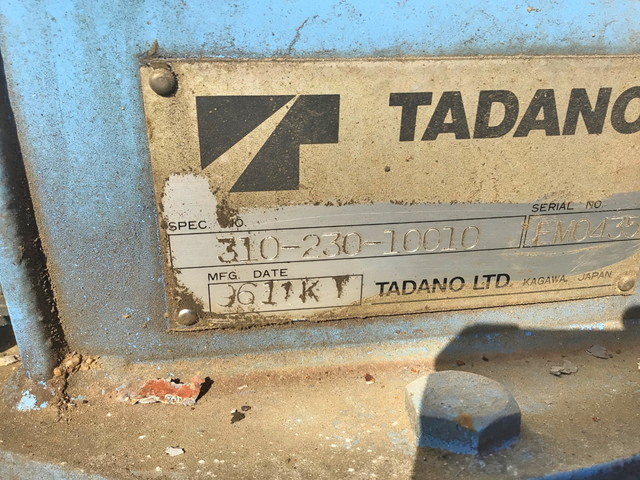 TADANO
SPEC. NO.
SERIAL NO.
310-230-10010
MFG. DATE
TADANO LTD. KAGAWA, JAPAN